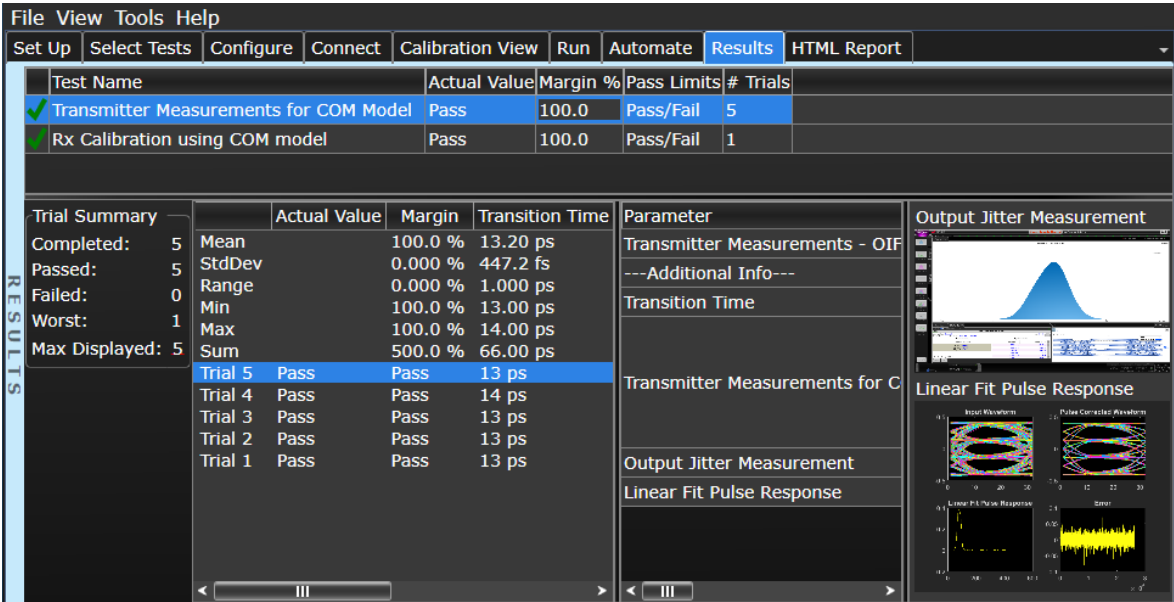 File View Tools Help
Set Up Select Tests Configure Connect Calibration View Run Automate Results HTML Report
Test Name Actual Value Margin % Pass Limits # Trials
Transmitter Measurements for COM Model Pass 100.0 Pass/Fail 5
Rx Calibration using COM model Pass 100.0 Pass/Fail 1
RESULTS
Trial Summary
Completed: 5
Passed: 5
Failed: 0
Worst: 1
Max Displayed: 5
Actual Value Margin Transition Time
Mean 100.0 % 13.20 ps
StdDev 0.000 % 447.2 fs
Range 0.000 % 1.000 ps
Min 100.0 % 13.00 ps
Max 100.0 % 14.00 ps
Sum 500.0 % 66.00 ps
Trial 5 Pass Pass 13 ps
Trial 4 Pass Pass 14 ps
Trial 3 Pass Pass 13 ps
Trial 2 Pass Pass 13 ps
Trial 1 Pass Pass 13 ps
Parameter
Transmitter Measurements - OIF
---Additional Info---
Transition Time
Transmitter Measurements for C
Output Jitter Measurement
Linear Fit Pulse Response
Output Jitter Measurement
Linear Fit Pulse Response
Input Waveform Pulse Corrected Waveform
Linear Fit Pulse Response Error